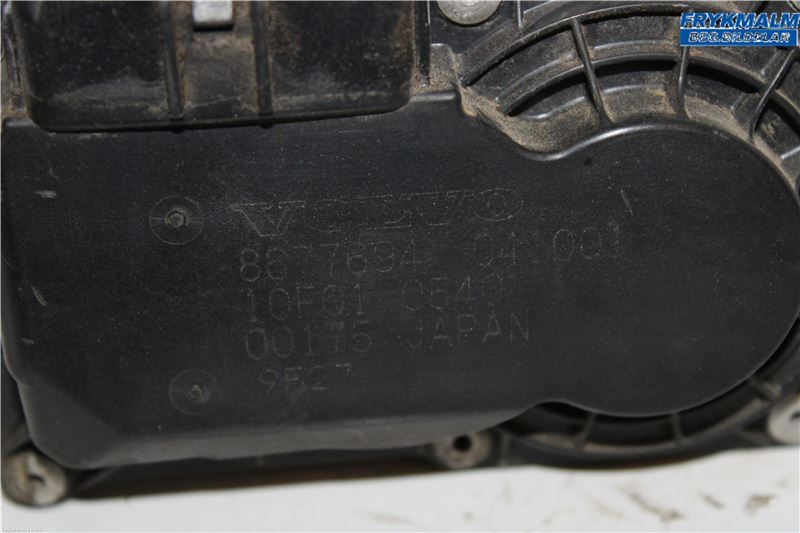 FRYKMALM
BEG.BILDELAR
VOLVO
8677694 041001
10F01 0540
00175 JAPAN
9F27